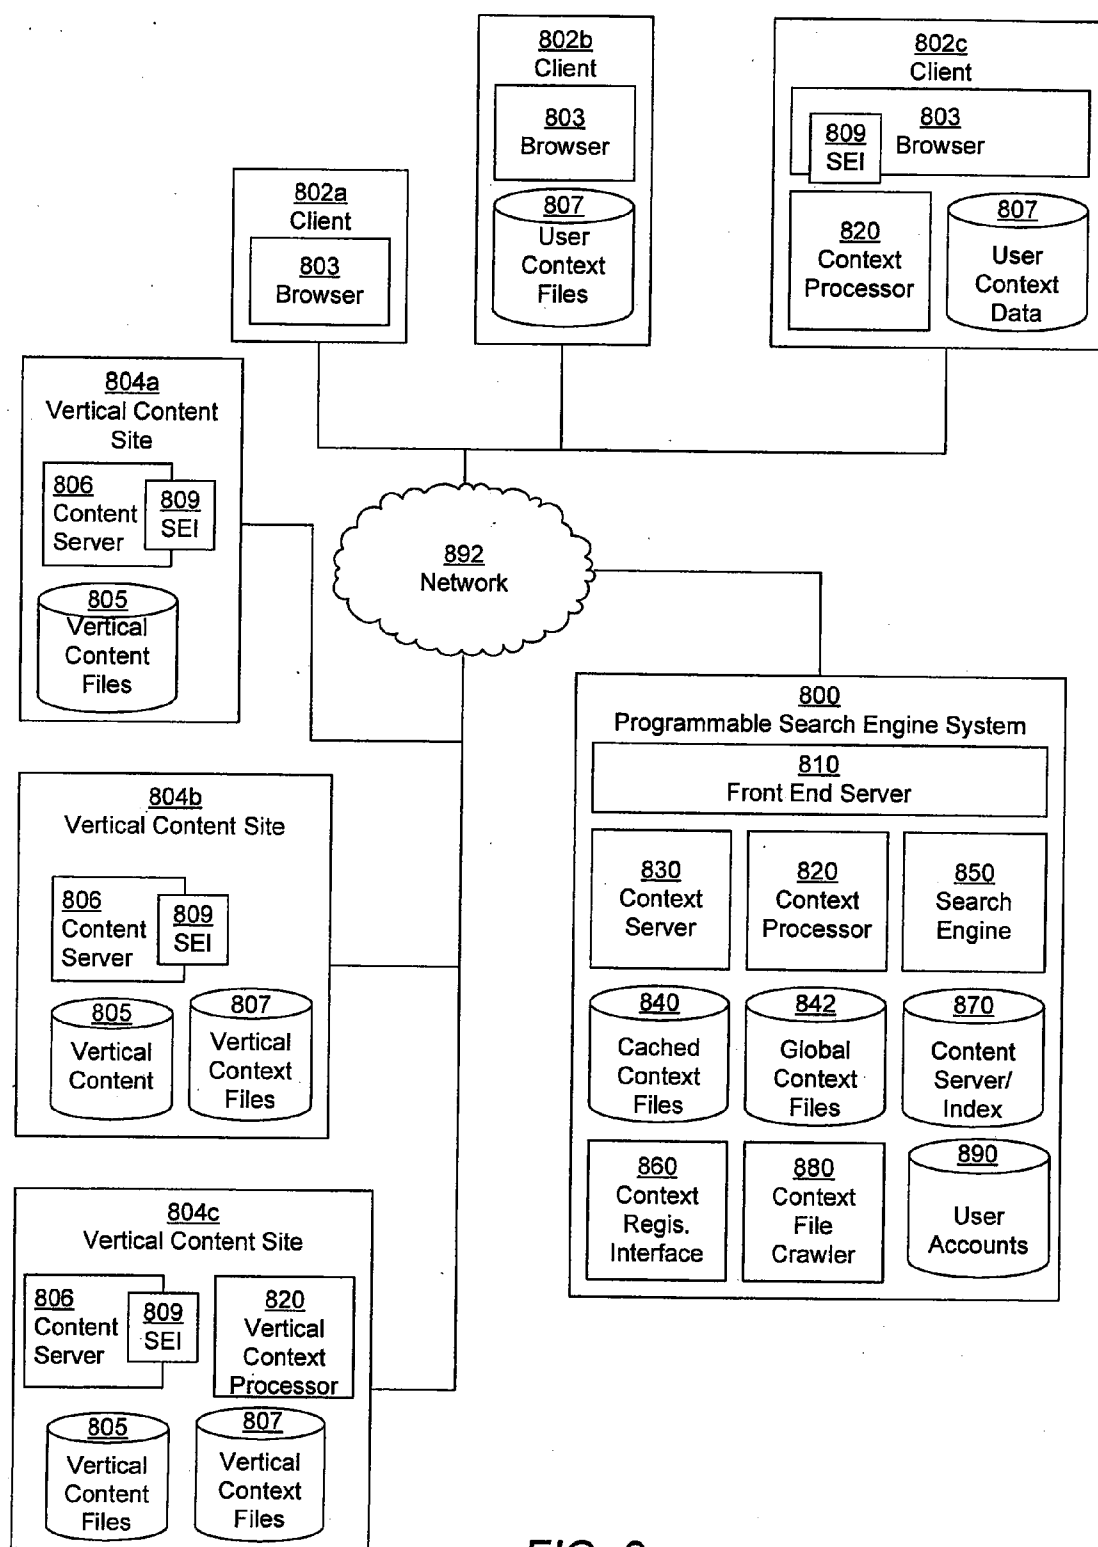 802a
Client
803
Browser
802b
Client
803
Browser
807
User
Context
Files
802c
Client
803
Browser
809
SEI
820
Context
Processor
807
User
Context
Data
804a
Vertical Content
Site
806
Content
Server
809
SEI
805
Vertical
Content
Files
892
Network
804b
Vertical Content Site
806
Content
Server
809
SEI
805
Vertical
Content
807
Vertical
Context
Files
804c
Vertical Content Site
806
Content
Server
809
SEI
820
Vertical
Context
Processor
805
Vertical
Content
Files
807
Vertical
Context
Files
800
Programmable Search Engine System
810
Front End Server
830
Context
Server
820
Context
Processor
850
Search
Engine
840
Cached
Context
Files
842
Global
Context
Files
870
Content
Server/
Index
860
Context
Regis.
Interface
880
Context
File
Crawler
890
User
Accounts
FIG.